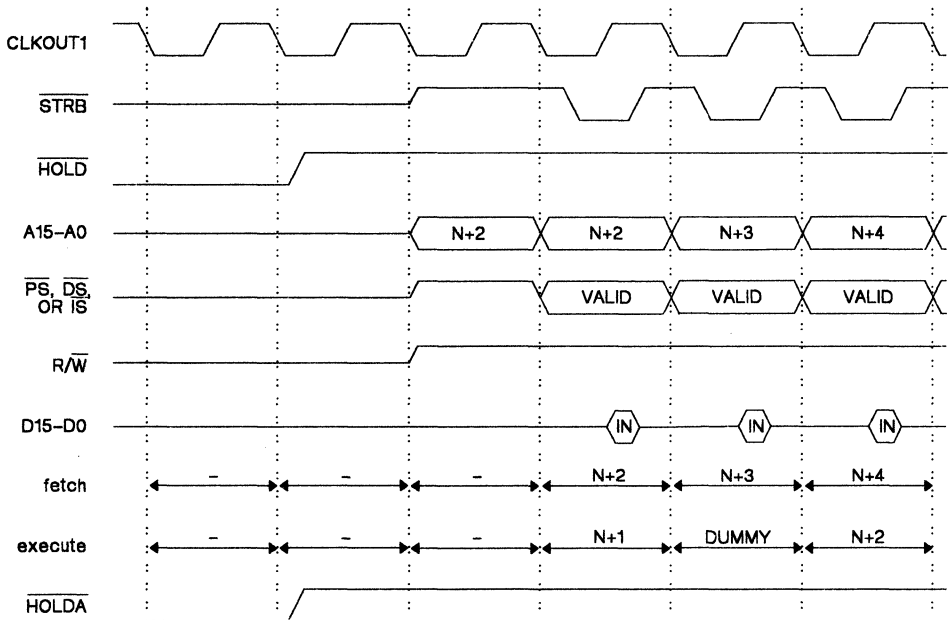 CLKOUT1
STRB
HOLD
A15–A0 N+2 N+2 N+3 N+4
PS, DS, VALID VALID VALID
OR IS
R/W
D15–D0 IN IN IN
fetch – – – N+2 N+3 N+4
execute – – – N+1 DUMMY N+2
HOLDA